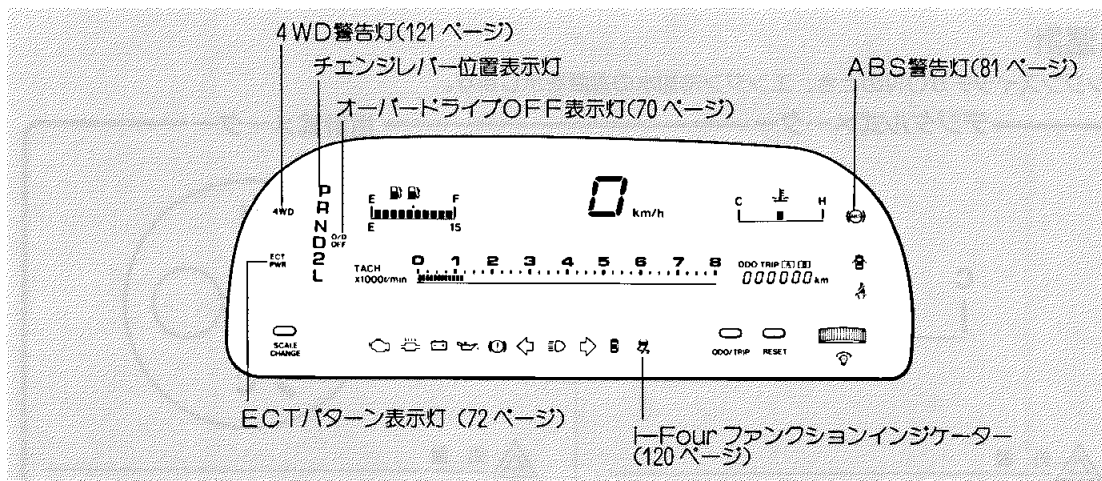 4WD警告灯(121ページ)
チェンジレバー位置表示灯
オーバードライブOFF表示灯(70ページ)
ABS警告灯(81ページ)
4WD
P
R
N
D
2
L
O/D
OFF
ECT
PWR
E F
E 15
0 km/h
C H
TACH
x1000r/min
0 1 2 3 4 5 6 7 8
ODO TRIP A B
000000 km
SCALE
CHANGE
ODO/TRIP
RESET
ECTパターン表示灯 (72ページ)
i-Four ファンクションインジケーター
(120ページ)